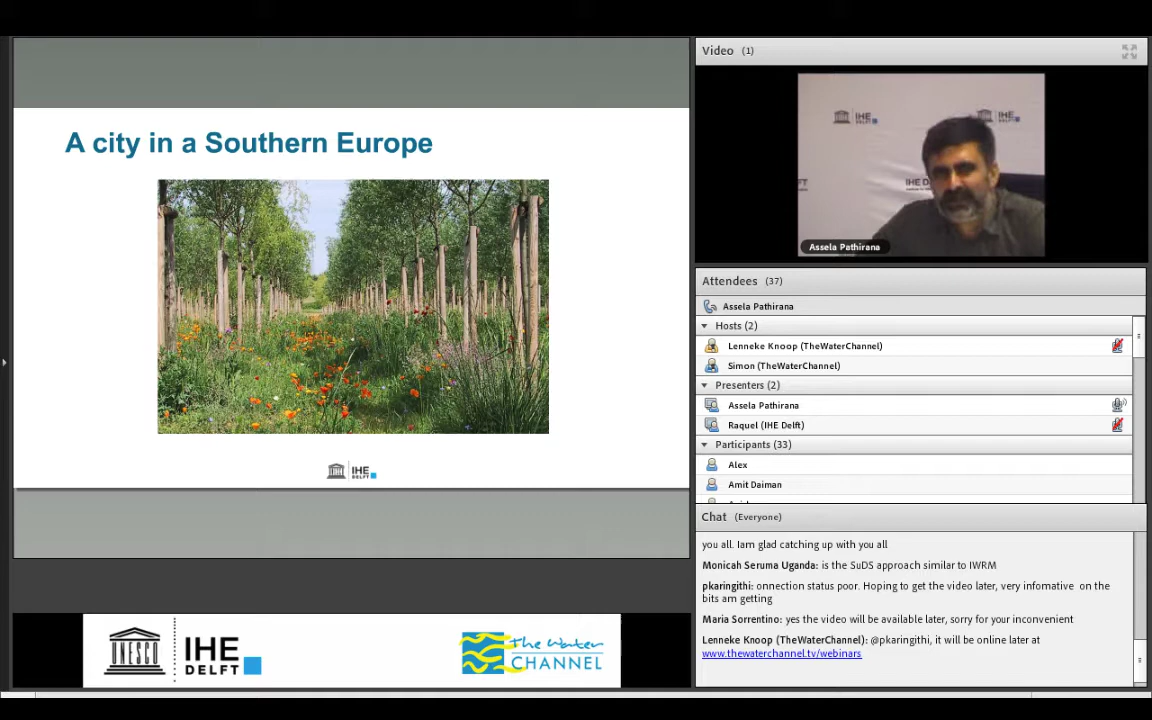 A city in a Southern Europe
IHE
DELFT
UNESCO
IHE
DELFT
The Water
CHANNEL
Video (1)
IHE
DELFT
IHE
DELFT
IHE D
Assela Pathirana
Attendees (37)
Assela Pathirana
Hosts (2)
Lenneke Knoop (TheWaterChannel)
Simon (TheWaterChannel)
Presenters (2)
Assela Pathirana
Raquel (IHE Delft)
Participants (33)
Alex
Amit Daiman
Chat (Everyone)
you all. Iam glad catching up with you all
Monicah Seruma Uganda: is the SuDS approach similar to IWRM
pkaringithi: onnection status poor. Hoping to get the video later, very infomative on the
bits am getting
Maria Sorrentino: yes the video will be available later, sorry for your inconvenient
Lenneke Knoop (TheWaterChannel): @pkaringithi, it will be online later at
www.thewaterchannel.tv/webinars